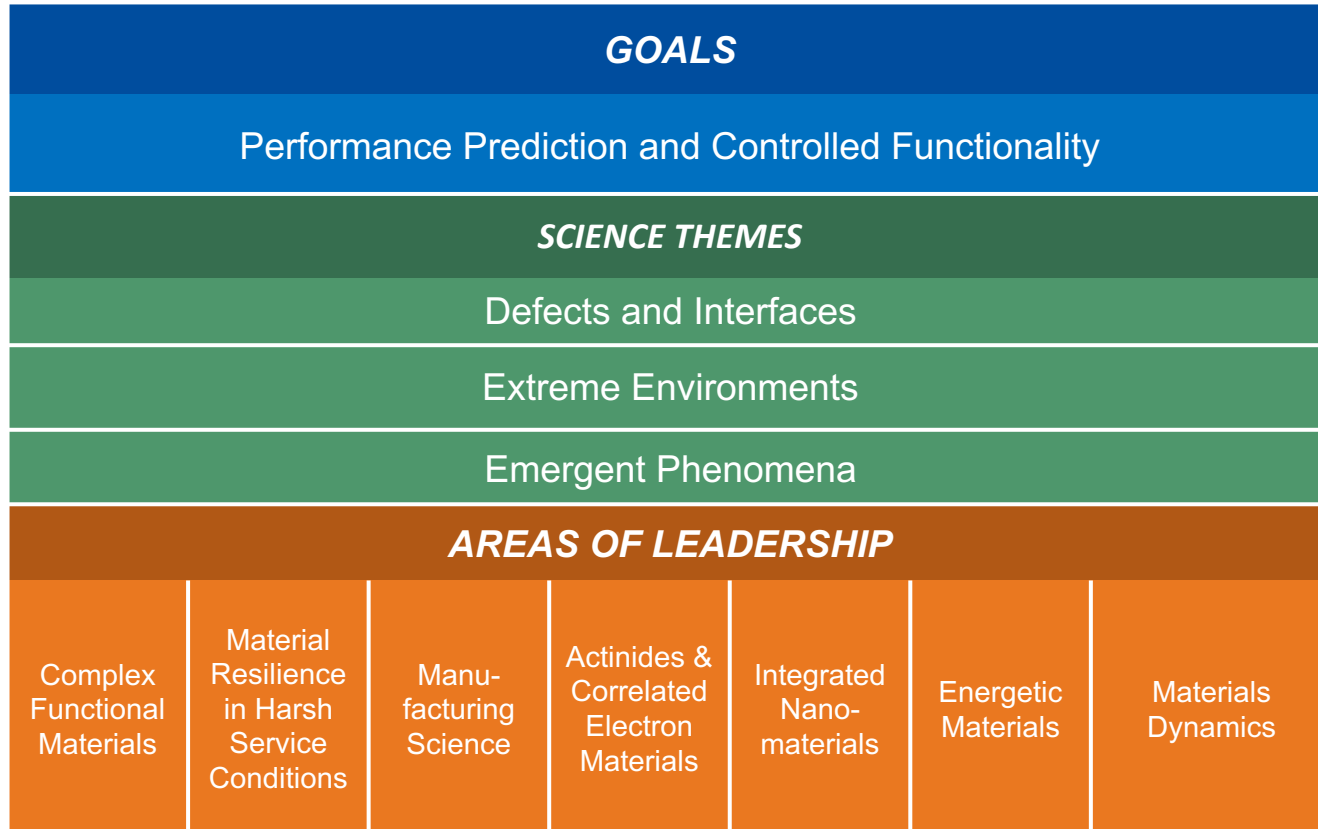 GOALS
Performance Prediction and Controlled Functionality
SCIENCE THEMES
Defects and Interfaces
Extreme Environments
Emergent Phenomena
AREAS OF LEADERSHIP
Complex
Functional
Materials
Material
Resilience
in Harsh
Service
Conditions
Manu-
facturing
Science
Actinides &
Correlated
Electron
Materials
Integrated
Nano-
materials
Energetic
Materials
Materials
Dynamics